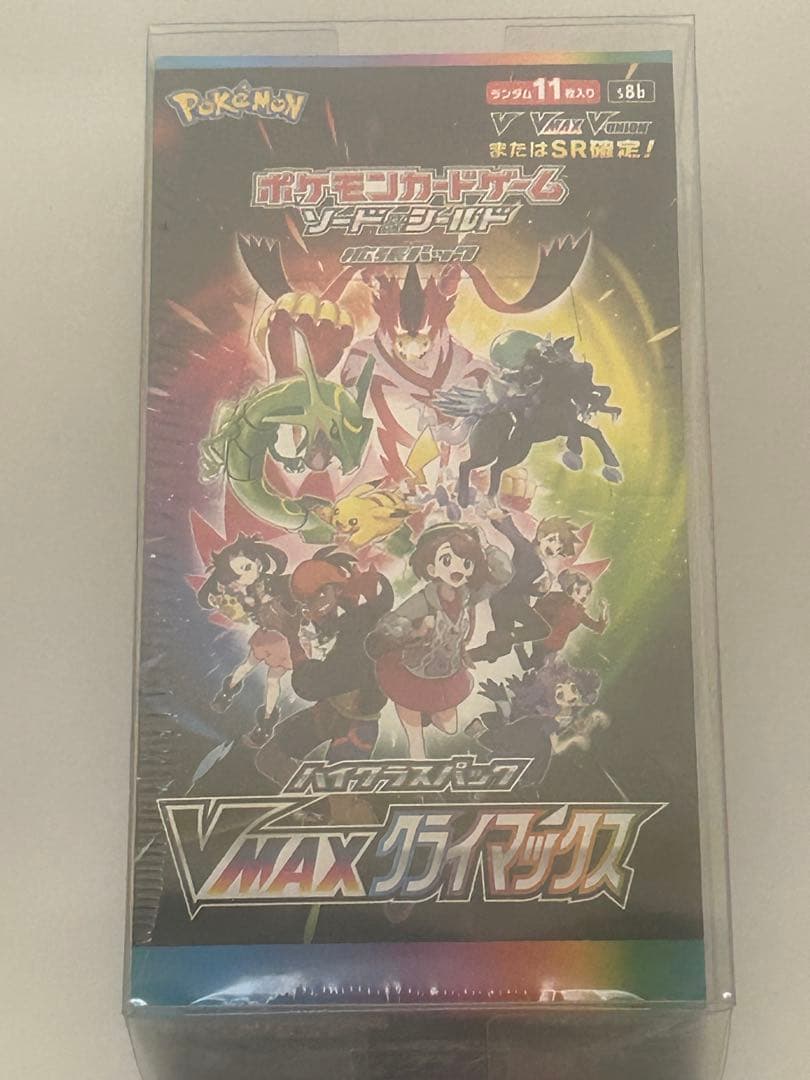 Pokémon
ランダム11枚入り s8b
V VMAX V-UNION
またはSR確定!
ポケモンカードゲーム
ソード&シールド
拡張パック
ハイクラスパック
VMAXクライマックス